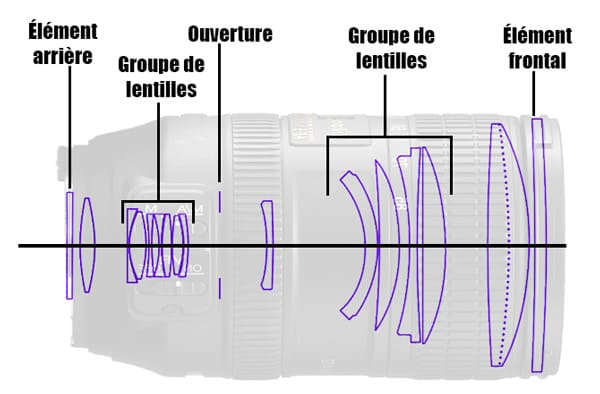 Élément
arrière
Groupe de
lentilles
Ouverture
Groupe de
lentilles
Élément
frontal
M
A/M